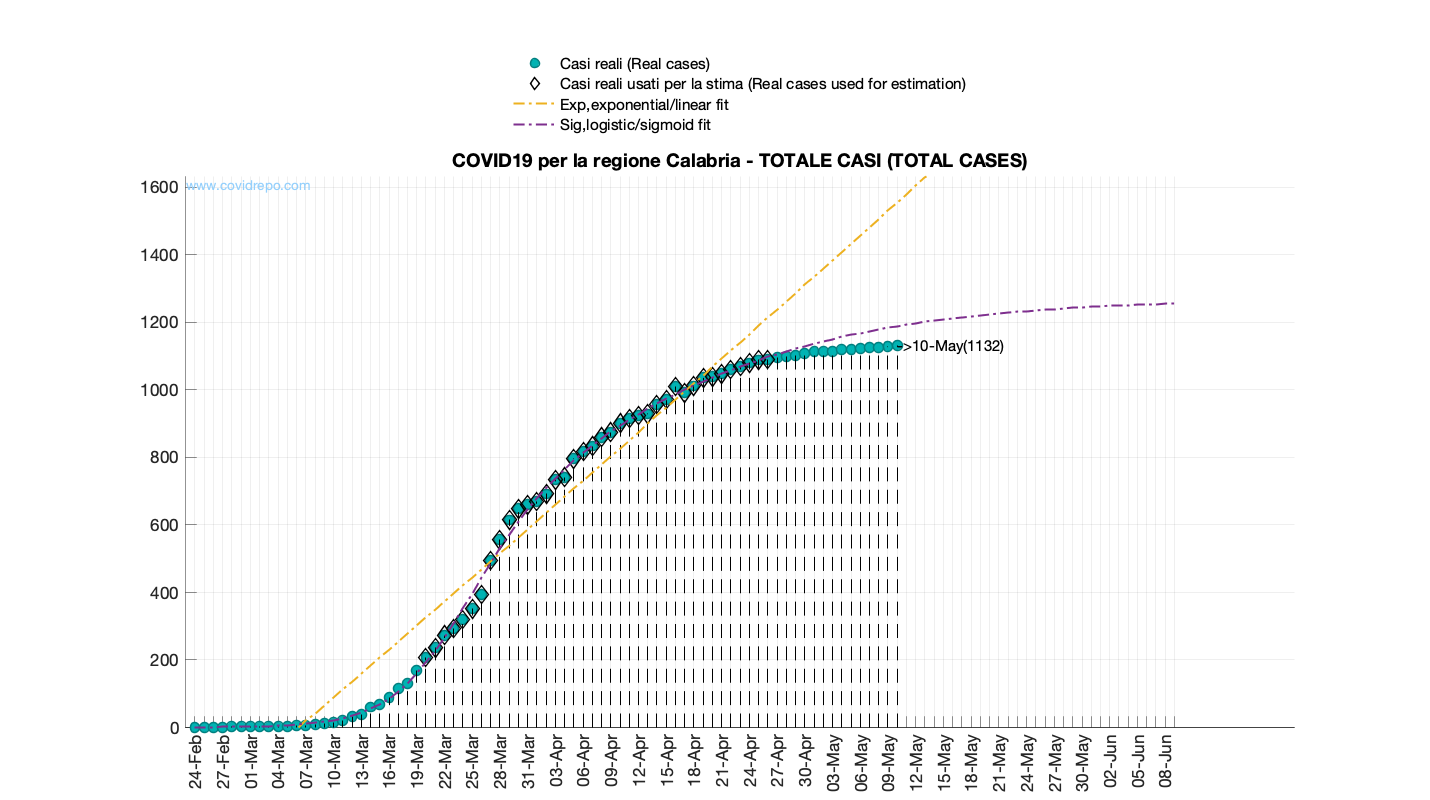 Casi reali (Real cases)
Casi reali usati per la stima (Real cases used for estimation)
Exp,exponential/linear fit
Sig,logistic/sigmoid fit
COVID19 per la regione Calabria - TOTALE CASI (TOTAL CASES)
www.covidrepo.com
1600
1400
1200
1000
800
600
400
200
0
->10-May(1132)
24-Feb
27-Feb
01-Mar
04-Mar
07-Mar
10-Mar
13-Mar
16-Mar
19-Mar
22-Mar
25-Mar
28-Mar
31-Mar
03-Apr
06-Apr
09-Apr
12-Apr
15-Apr
18-Apr
21-Apr
24-Apr
27-Apr
30-Apr
03-May
06-May
09-May
12-May
15-May
18-May
21-May
24-May
27-May
30-May
02-Jun
05-Jun
08-Jun